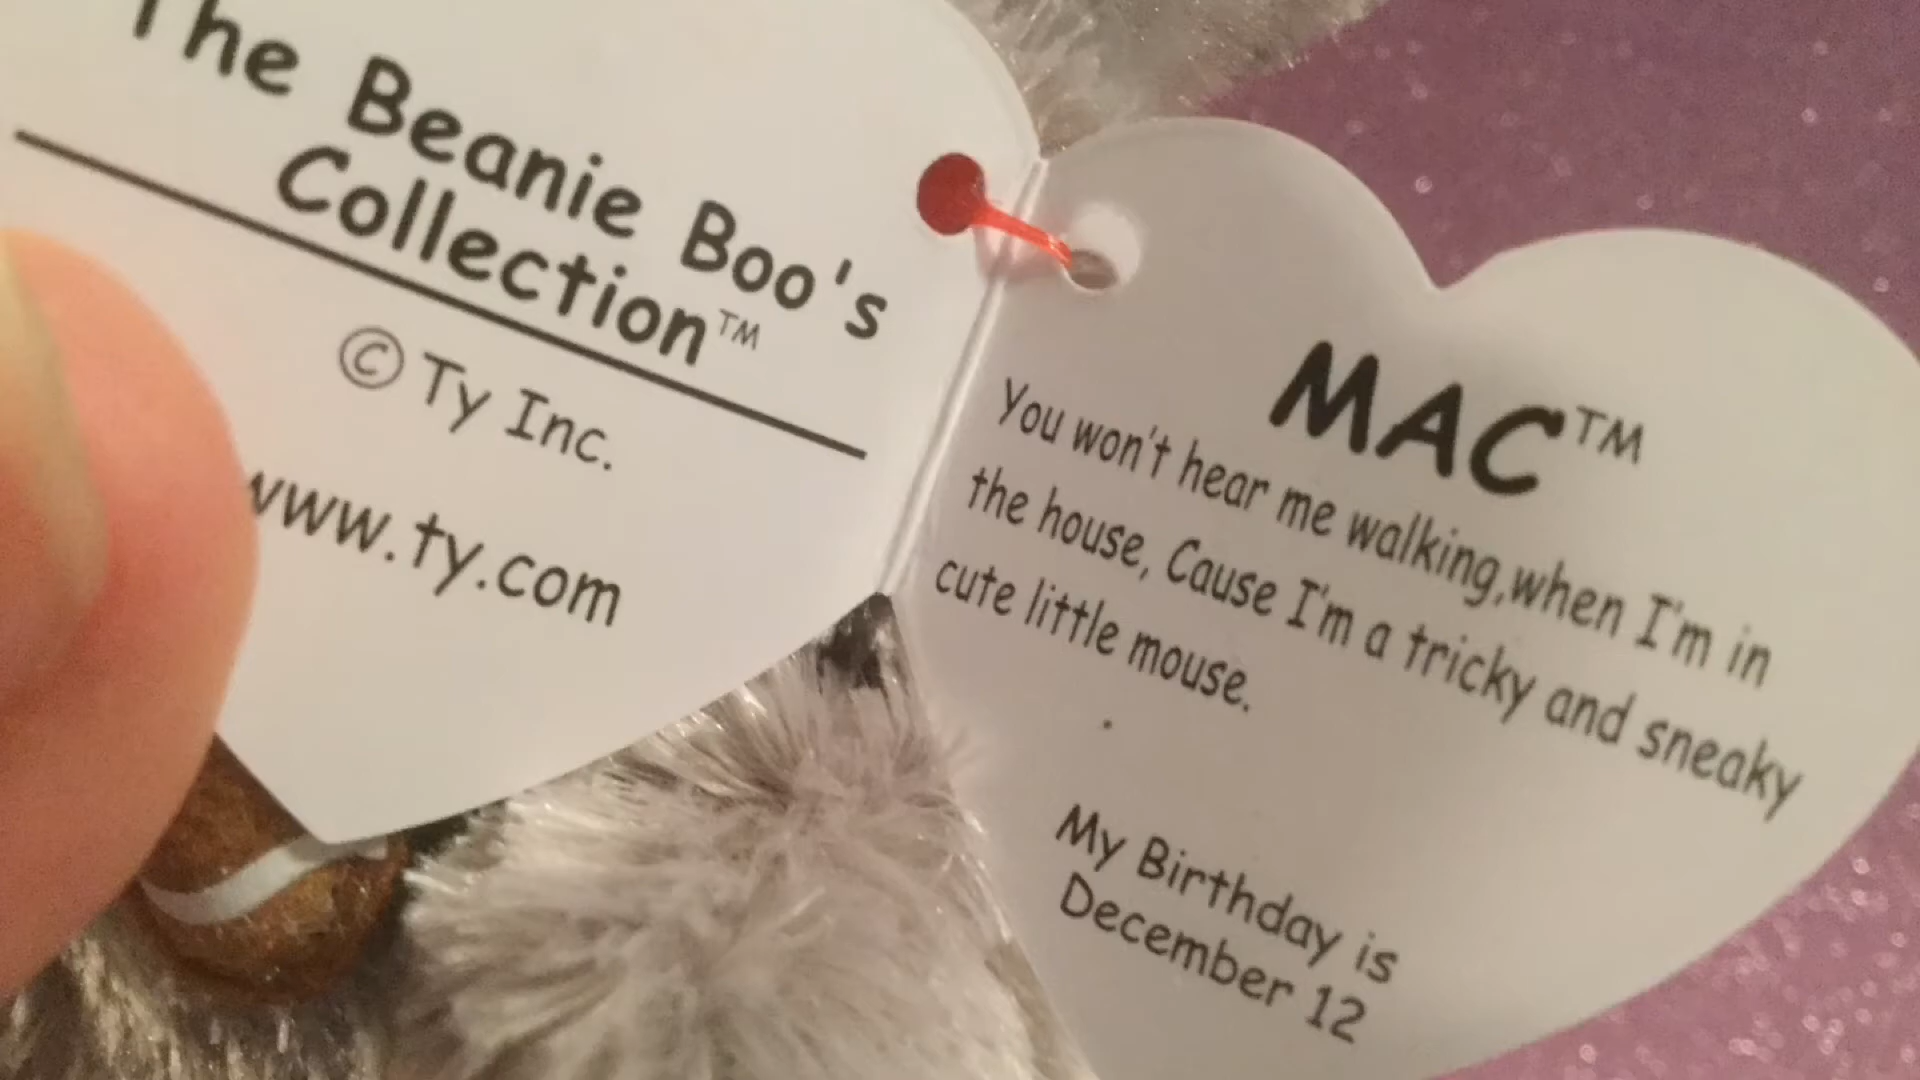 The Beanie Boo's
Collection™
© Ty Inc.
www.ty.com
MAC™
You won't hear me walking,when I'm in
the house, Cause I'm a tricky and sneaky
cute little mouse.
.
My Birthday is
December 12